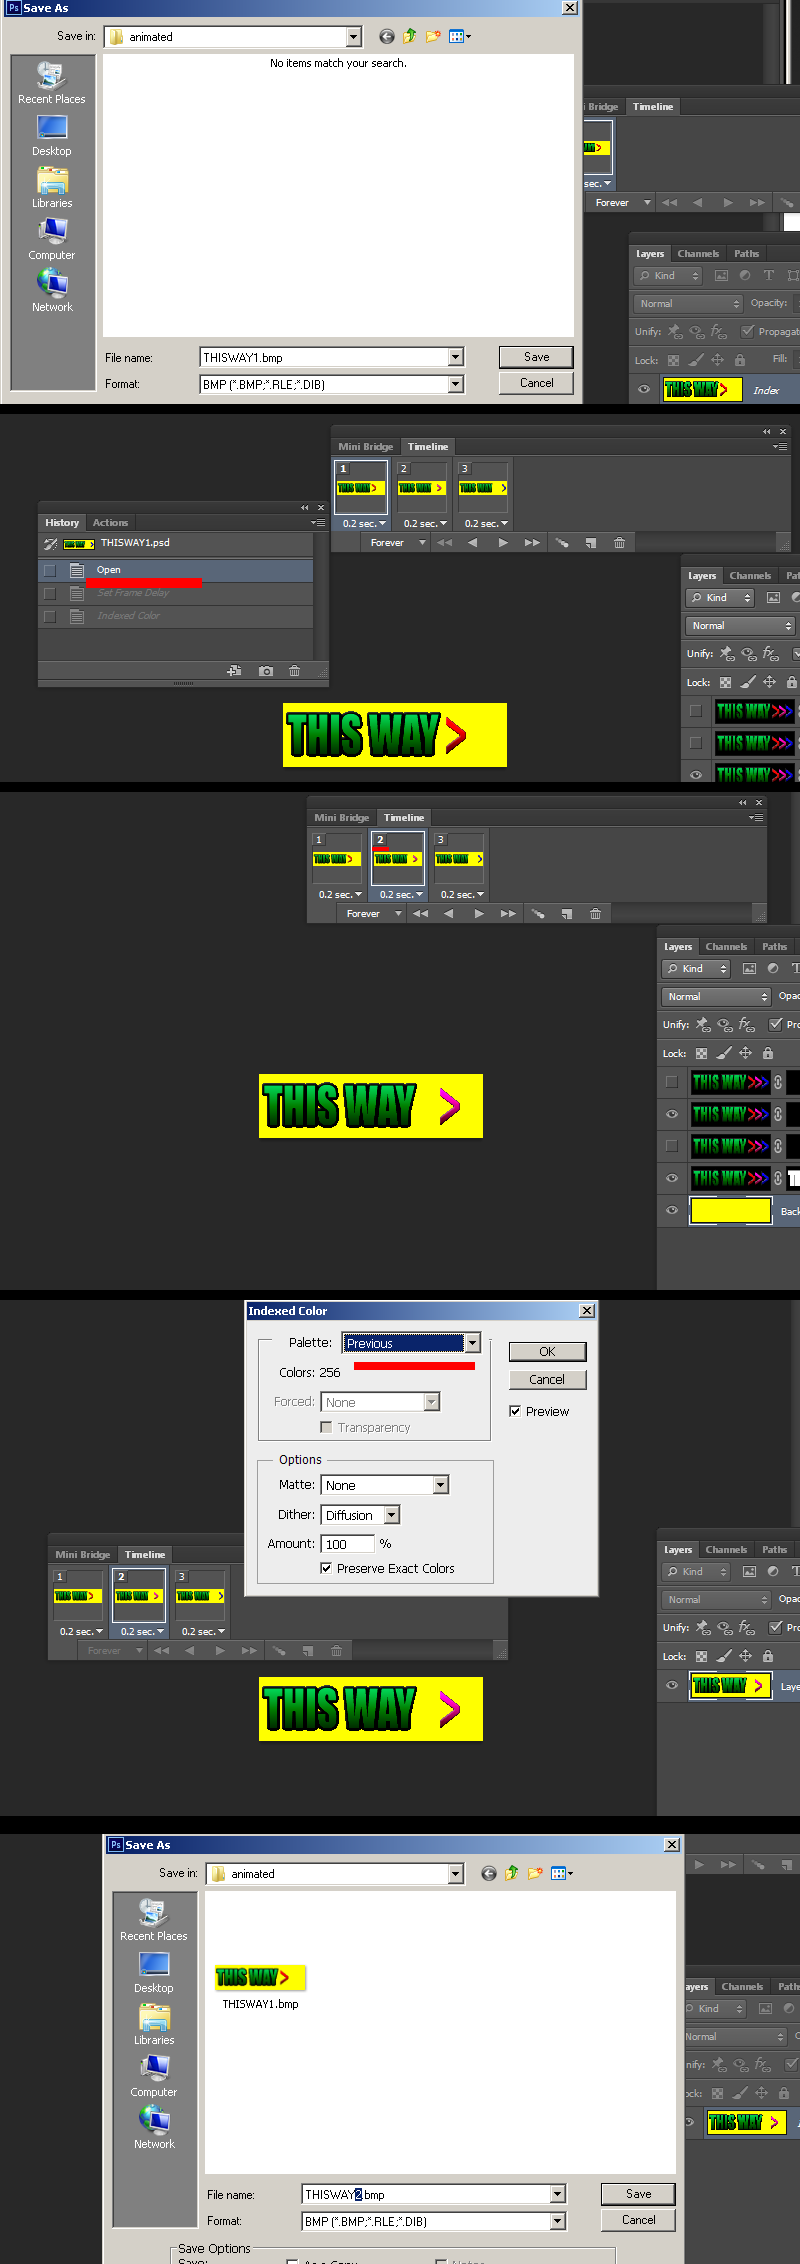 Ps Save As
Save in: animated
No items match your search.
Recent Places
Desktop
Libraries
Computer
Network
File name: THISWAY1.bmp Save
Format: BMP (*.BMP;*.RLE;*.DIB) Cancel
Bridge Timeline
sec.
Forever
Layers Channels Paths
Kind T
Normal Opacity:
Unify: Propagat
Lock: Fill:
THIS WAY > Index
Mini Bridge Timeline
1 2 3
THIS WAY > THIS WAY > THIS WAY >
0.2 sec. 0.2 sec. 0.2 sec.
Forever
History Actions
THISWAY1.psd
Open
Set Frame Delay
Indexed Color
Layers Channels Pat
Kind
Normal
Unify: fx
Lock:
THIS WAY >>>
THIS WAY >>>
THIS WAY >>>
THIS WAY >
Mini Bridge Timeline
1 2 3
THIS WAY > THIS WAY > THIS WAY >
0.2 sec. 0.2 sec. 0.2 sec.
Forever
Layers Channels Paths
Kind T
Normal Opac
Unify: fx Pro
Lock:
THIS WAY >>>
THIS WAY >>>
THIS WAY >>>
THIS WAY >>>
Back
THIS WAY >
Indexed Color
Palette: Previous OK
Colors: 256 Cancel
Forced: None Preview
Transparency
Options
Matte: None
Dither: Diffusion
Amount: 100 %
Preserve Exact Colors
Mini Bridge Timeline
1 2 3
THIS WAY > THIS WAY > THIS WAY >
0.2 sec. 0.2 sec. 0.2 sec.
Forever
Layers Channels Paths
Kind T
Normal Opac
Unify: fx Pro
Lock:
THIS WAY > Laye
THIS WAY >
Ps Save As
Save in: animated
Recent Places
Desktop
Libraries
Computer
Network
THIS WAY >
THISWAY1.bmp
File name: THISWAY2.bmp Save
Format: BMP (*.BMP;*.RLE;*.DIB) Cancel
Save Options
ayers Channels Path
Kind
Normal
nify: fx
ock:
THIS WAY >